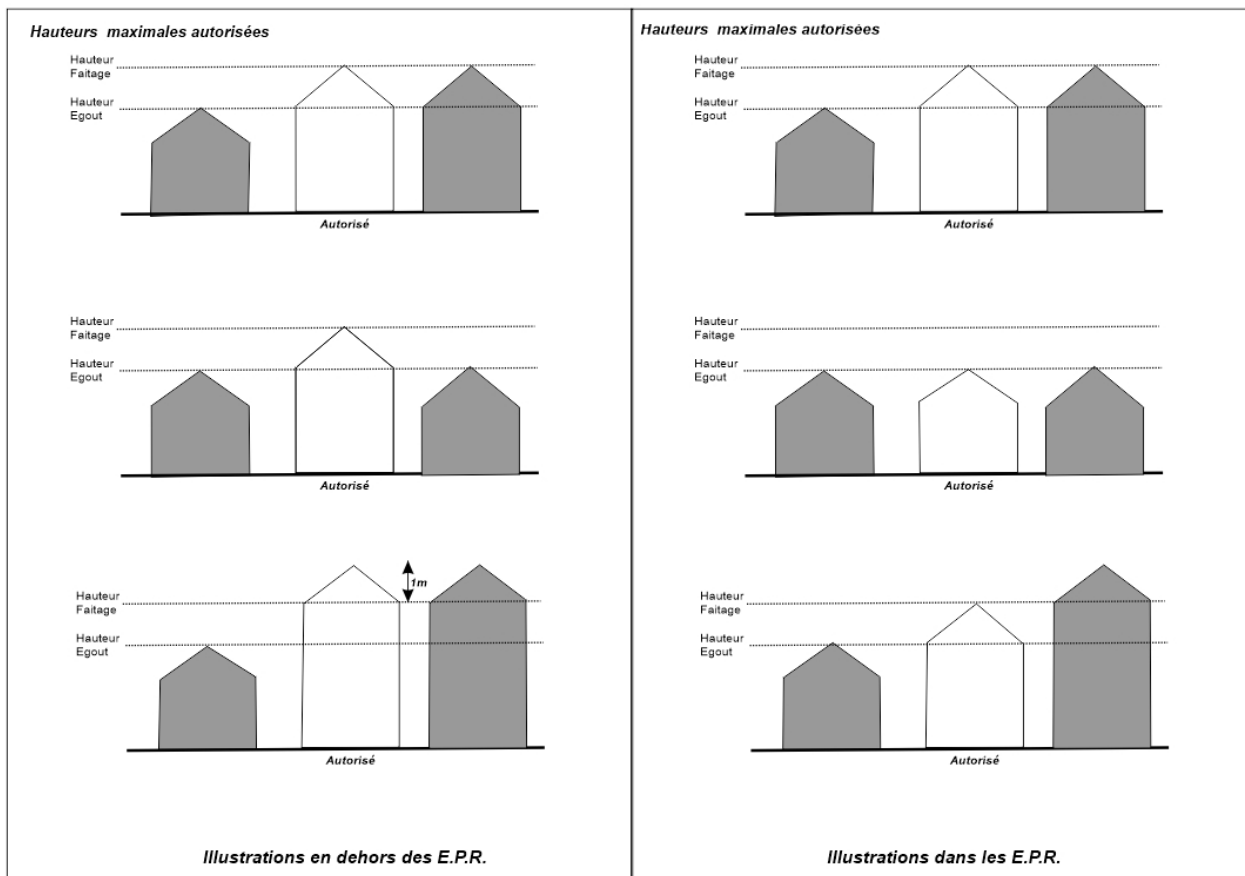 Hauteurs maximales autorisées
Hauteur
Faitage
Hauteur
Egout
Autorisé
Hauteur
Faitage
Hauteur
Egout
Autorisé
1m
Hauteur
Faitage
Hauteur
Egout
Autorisé
Illustrations en dehors des E.P.R.
Hauteurs maximales autorisées
Hauteur
Faitage
Hauteur
Egout
Autorisé
Hauteur
Faitage
Hauteur
Egout
Autorisé
Hauteur
Faitage
Hauteur
Egout
Autorisé
Illustrations dans les E.P.R.